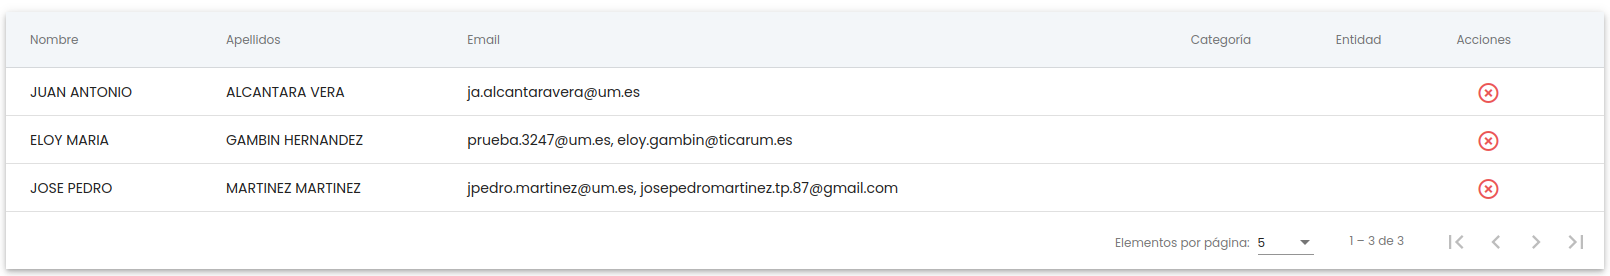 Nombre Apellidos Email Categoría Entidad Acciones
JUAN ANTONIO ALCANTARA VERA ja.alcantaravera@um.es
ELOY MARIA GAMBIN HERNANDEZ prueba.3247@um.es, eloy.gambin@ticarum.es
JOSE PEDRO MARTINEZ MARTINEZ jpedro.martinez@um.es, josepedromartinez.tp.87@gmail.com
Elementos por página: 5 1 – 3 de 3